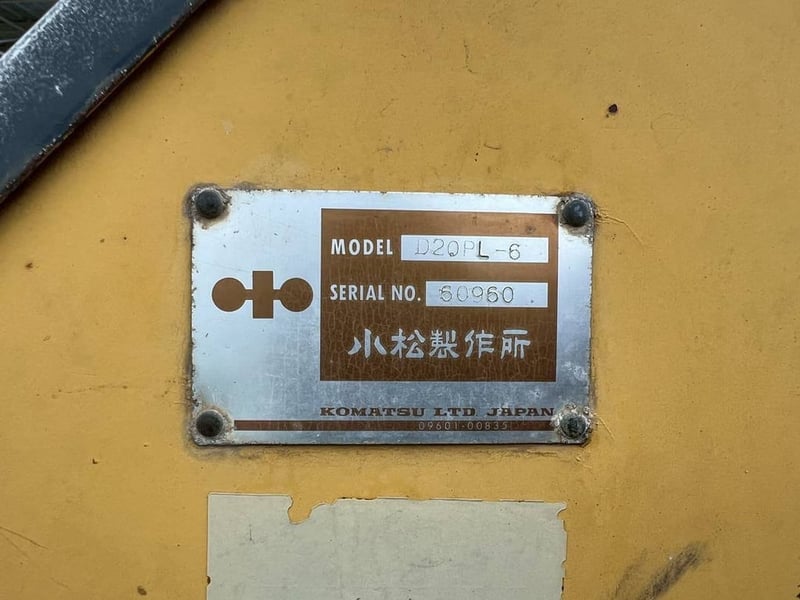 MODEL D20PL-6
SERIAL NO. 60960
小松製作所
KOMATSU LTD. JAPAN
09601-00835